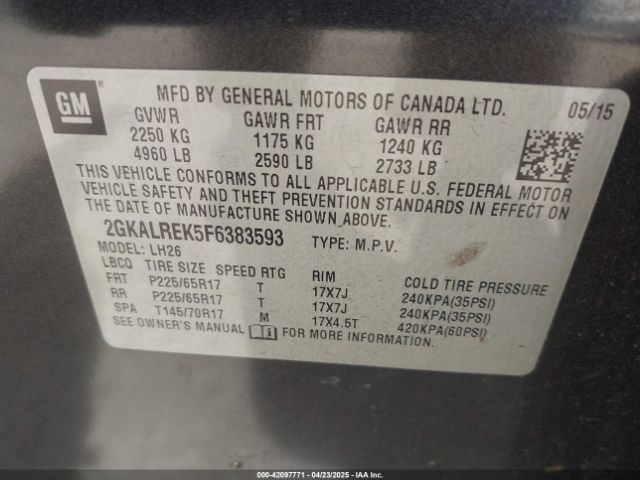 GM
MFD BY GENERAL MOTORS OF CANADA LTD. 05/15
GVWR GAWR FRT GAWR RR
2250 KG 1175 KG 1240 KG
4960 LB 2590 LB 2733 LB
THIS VEHICLE CONFORMS TO ALL APPLICABLE U.S. FEDERAL MOTOR
VEHICLE SAFETY AND THEFT PREVENTION STANDARDS IN EFFECT ON
THE DATE OF MANUFACTURE SHOWN ABOVE.
2GKALREK5F6383593 TYPE: M.P.V.
MODEL: LH26
LBCQ TIRE SIZE SPEED RTG RIM COLD TIRE PRESSURE
FRT P225/65R17 T 17X7J 240KPA(35PSI)
RR P225/65R17 T 17X7J 240KPA(35PSI)
SPA T145/70R17 M 17X4.5T 420KPA(60PSI)
SEE OWNER'S MANUAL FOR MORE INFORMATION.
000-42097771 - 04/23/2025 - IAAI.COM